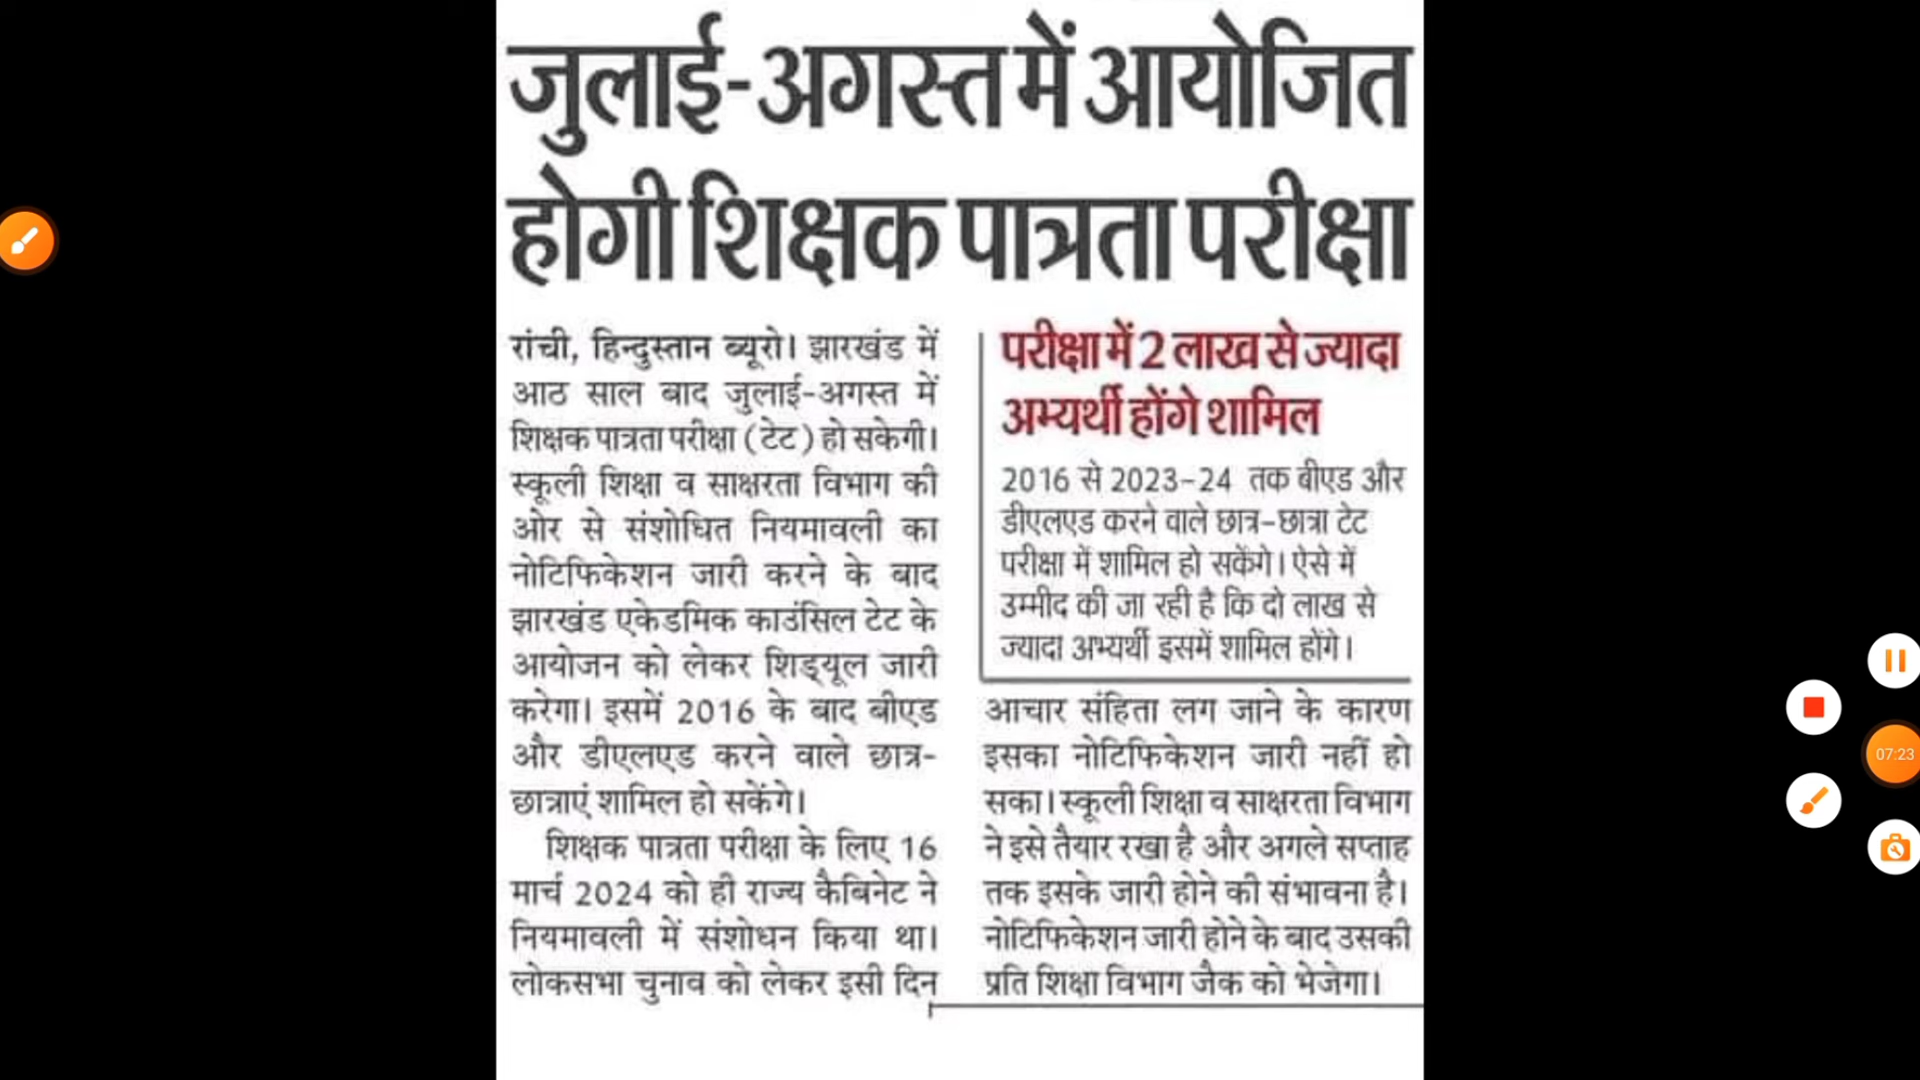 जुलाई-अगस्त में आयोजित
होगी शिक्षक पात्रता परीक्षा
रांची, हिन्दुस्तान ब्यूरो। झारखंड में
आठ साल बाद जुलाई-अगस्त में
शिक्षक पात्रता परीक्षा (टेट) हो सकेगी।
स्कूली शिक्षा व साक्षरता विभाग की
ओर से संशोधित नियमावली का
नोटिफिकेशन जारी करने के बाद
झारखंड एकेडमिक काउंसिल टेट के
आयोजन को लेकर शिड्यूल जारी
करेगा। इसमें 2016 के बाद बीएड
और डीएलएड करने वाले छात्र-
छात्राएं शामिल हो सकेंगे।
शिक्षक पात्रता परीक्षा के लिए 16
मार्च 2024 को ही राज्य कैबिनेट ने
नियमावली में संशोधन किया था।
लोकसभा चुनाव को लेकर इसी दिन
परीक्षा में 2 लाख से ज्यादा
अभ्यर्थी होंगे शामिल
2016 से 2023-24 तक बीएड और
डीएलएड करने वाले छात्र-छात्रा टेट
परीक्षा में शामिल हो सकेंगे। ऐसे में
उम्मीद की जा रही है कि दो लाख से
ज्यादा अभ्यर्थी इसमें शामिल होंगे।
आचार संहिता लग जाने के कारण
इसका नोटिफिकेशन जारी नहीं हो
सका। स्कूली शिक्षा व साक्षरता विभाग
ने इसे तैयार रखा है और अगले सप्ताह
तक इसके जारी होने की संभावना है।
नोटिफिकेशन जारी होने के बाद उसकी
प्रति शिक्षा विभाग जैक को भेजेगा।
07:23